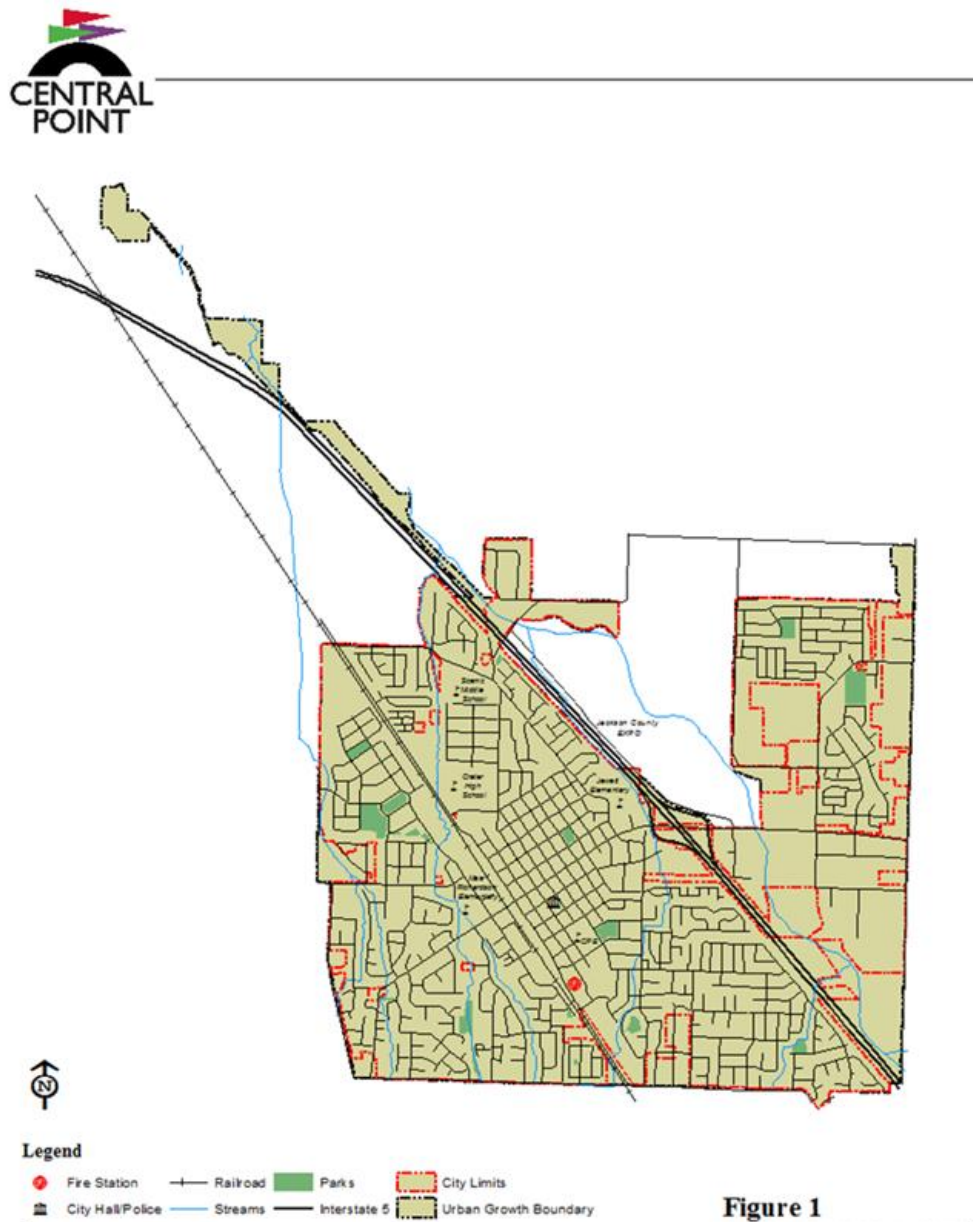 CENTRAL
POINT
Scenic
Middle
School
Jackson County
EXPO
Crater
High
School
Jewett
Elementary
Mae
Richardson
Elementary
N
Legend
Fire Station
Railroad
Parks
City Limits
City Hall/Police
Streams
Interstate 5
Urban Growth Boundary
Figure 1